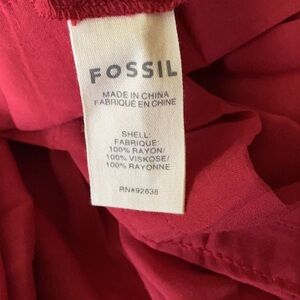 FOSSIL
MADE IN CHINA
FABRIQUÉ EN CHINE
SHELL:
FABRIQUE:
100% RAYON/
100% VISKOSE/
100% RAYONNE
RN#92638